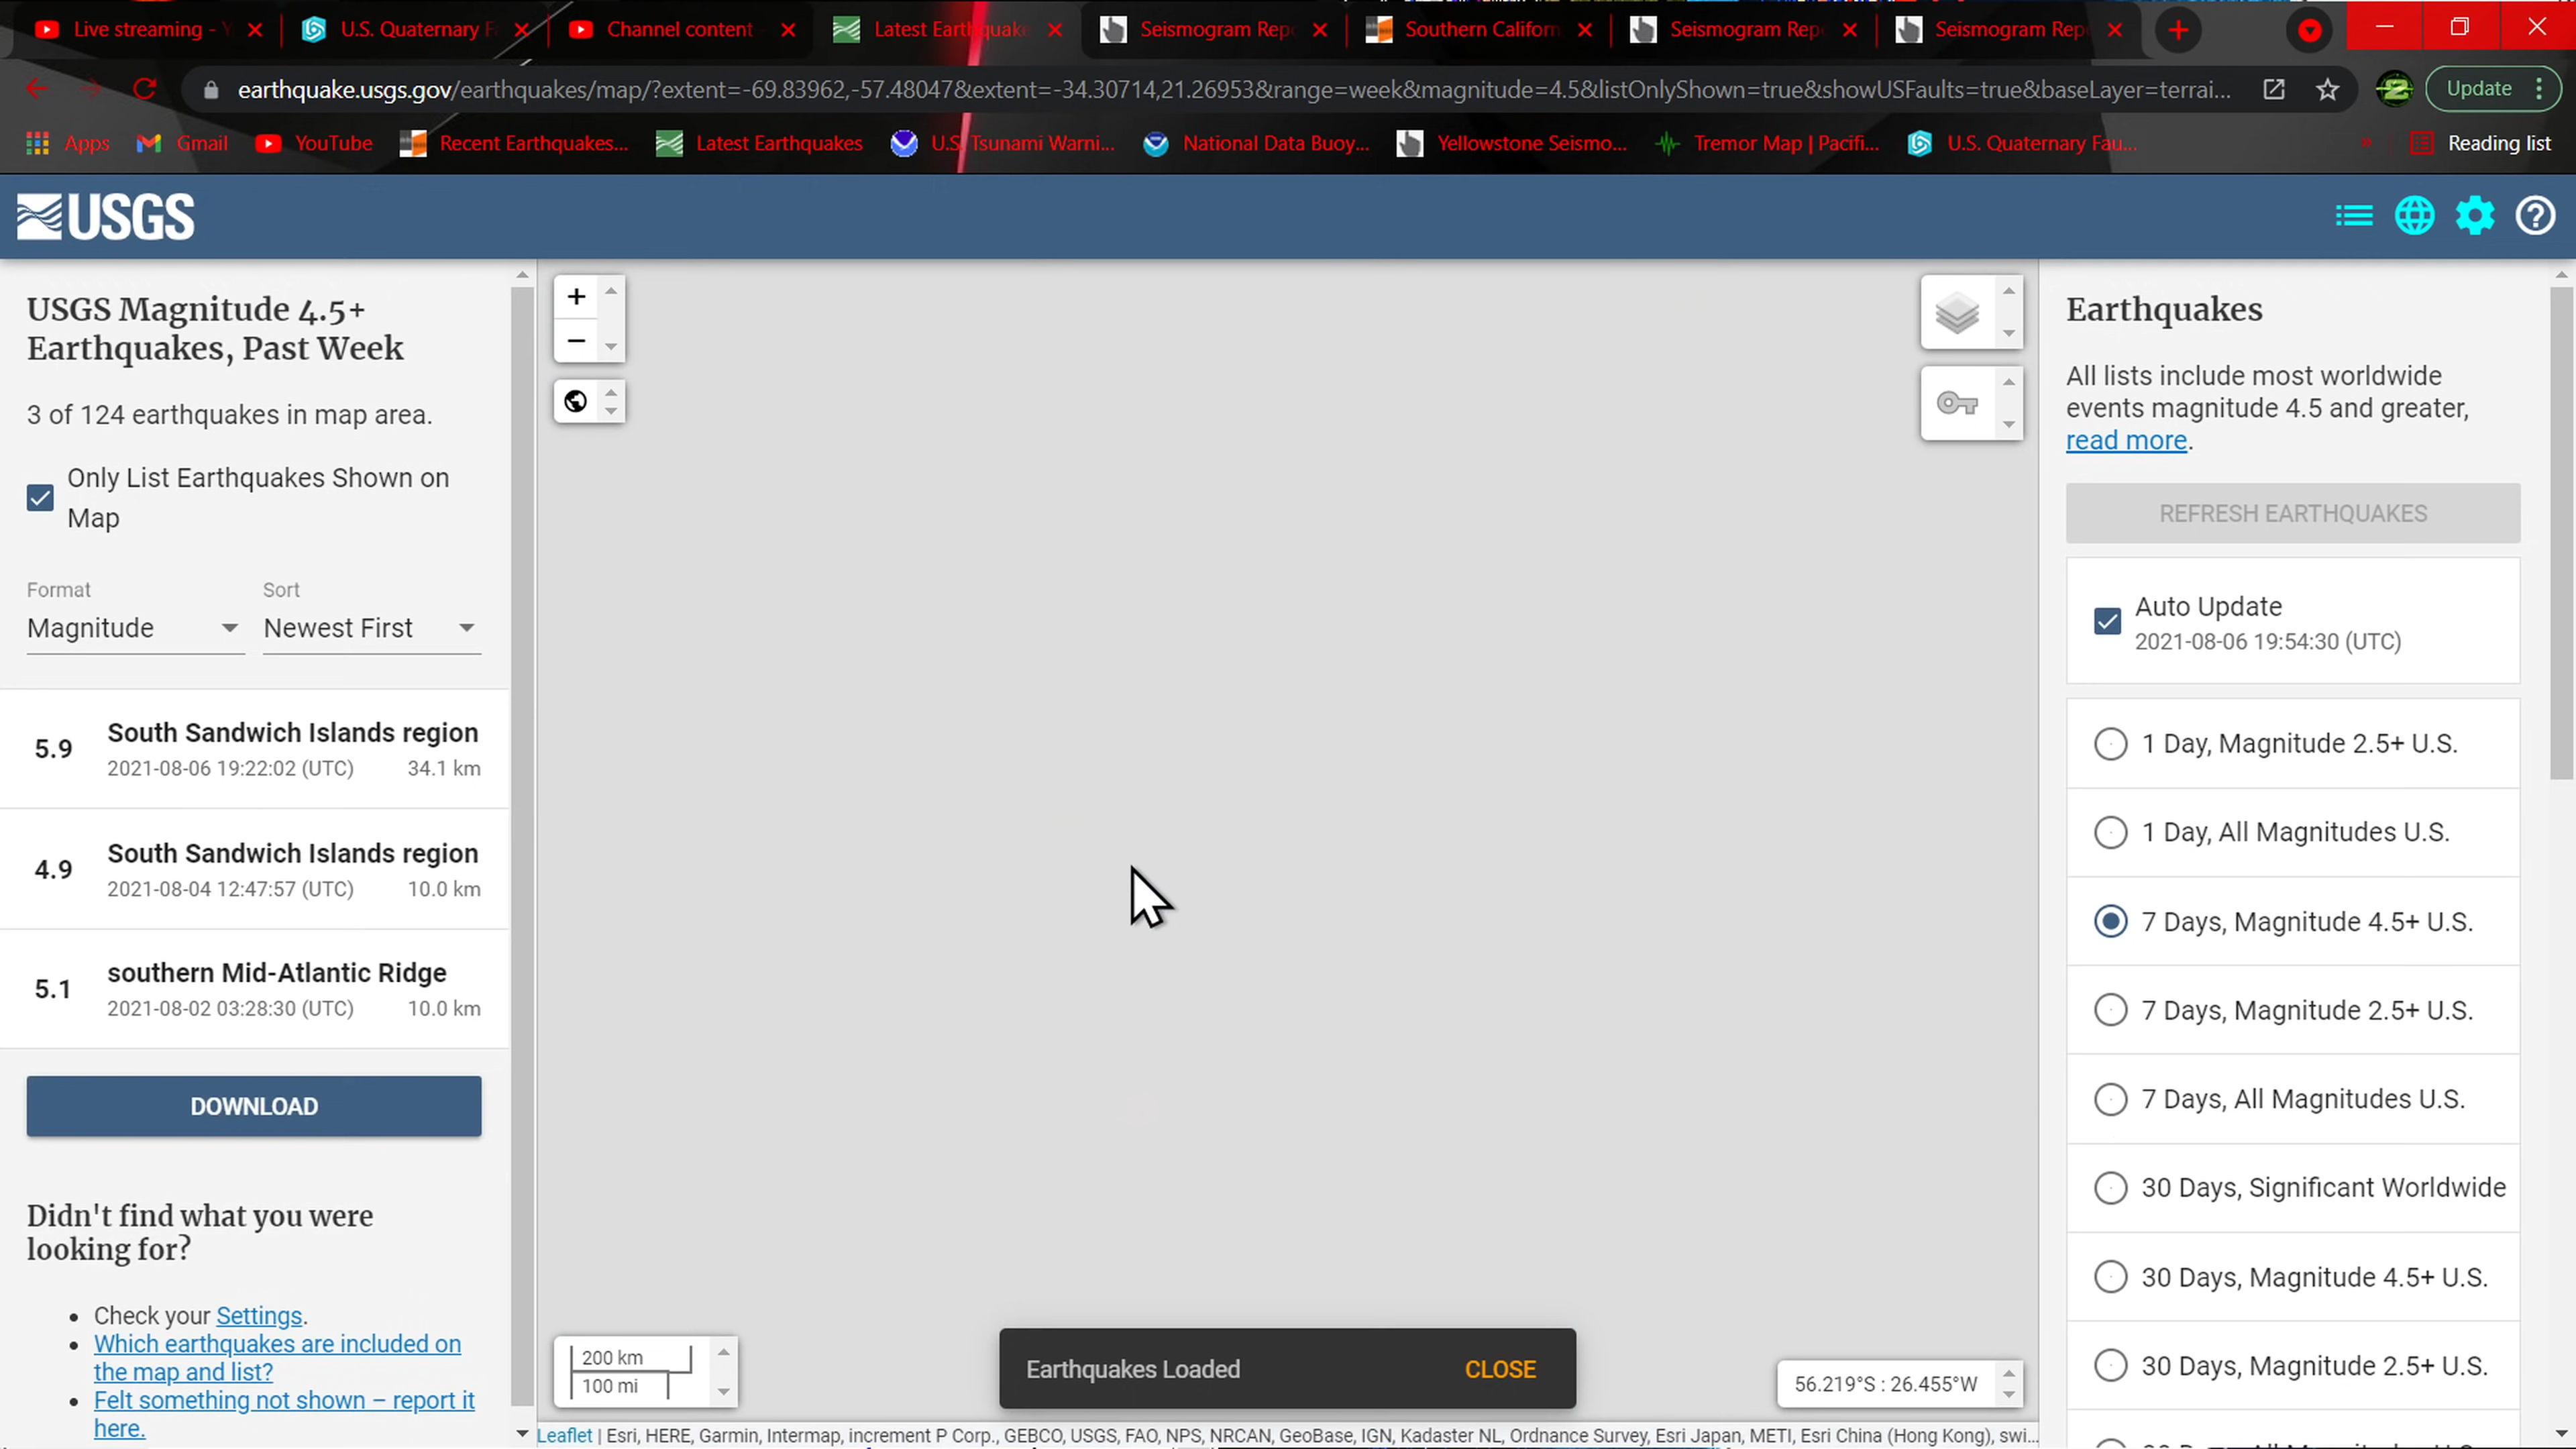 Live streaming - Y
U.S. Quaternary F
Channel content
Latest Earthquake
Seismogram Rep
Southern Californ
Seismogram Rep
Seismogram Rep
earthquake.usgs.gov/earthquakes/map/?extent=-69.83962,-57.48047&extent=-34.30714,21.26953&range=week&magnitude=4.5&listOnlyShown=true&showUSFaults=true&baseLayer=terrai...
Update
Apps
Gmail
YouTube
Recent Earthquakes...
Latest Earthquakes
U.S. Tsunami Warni...
National Data Buoy...
Yellowstone Seismo...
Tremor Map | Pacifi...
U.S. Quaternary Fau...
»
Reading list
USGS
USGS Magnitude 4.5+
Earthquakes, Past Week
3 of 124 earthquakes in map area.
Only List Earthquakes Shown on
Map
Format
Sort
Magnitude
Newest First
5.9
South Sandwich Islands region
2021-08-06 19:22:02 (UTC) 34.1 km
4.9
South Sandwich Islands region
2021-08-04 12:47:57 (UTC) 10.0 km
5.1
southern Mid-Atlantic Ridge
2021-08-02 03:28:30 (UTC) 10.0 km
DOWNLOAD
Didn't find what you were
looking for?
• Check your Settings.
• Which earthquakes are included on
the map and list?
• Felt something not shown – report it
here.
+
−
200 km
100 mi
Earthquakes Loaded CLOSE
56.219°S : 26.455°W
Leaflet | Esri, HERE, Garmin, Intermap, increment P Corp., GEBCO, USGS, FAO, NPS, NRCAN, GeoBase, IGN, Kadaster NL, Ordnance Survey, Esri Japan, METI, Esri China (Hong Kong), swi...
Earthquakes
All lists include most worldwide
events magnitude 4.5 and greater,
read more.
REFRESH EARTHQUAKES
Auto Update
2021-08-06 19:54:30 (UTC)
1 Day, Magnitude 2.5+ U.S.
1 Day, All Magnitudes U.S.
7 Days, Magnitude 4.5+ U.S.
7 Days, Magnitude 2.5+ U.S.
7 Days, All Magnitudes U.S.
30 Days, Significant Worldwide
30 Days, Magnitude 4.5+ U.S.
30 Days, Magnitude 2.5+ U.S.